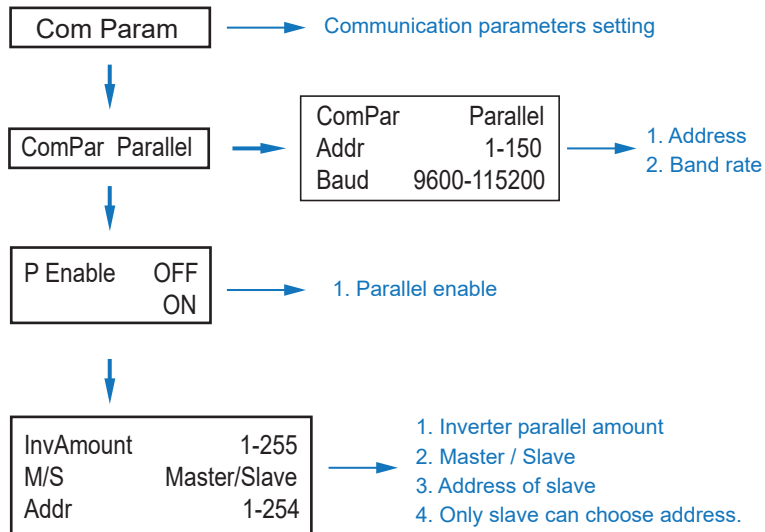 Com Param
Communication parameters setting
ComPar Parallel
ComPar Parallel
Addr 1-150
Baud 9600-115200
1. Address
2. Band rate
P Enable OFF
ON
1. Parallel enable
InvAmount 1-255
M/S Master/Slave
Addr 1-254
1. Inverter parallel amount
2. Master / Slave
3. Address of slave
4. Only slave can choose address.